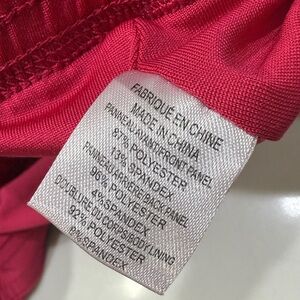 FABRIQUÉ EN CHINE
MADE IN CHINA
PANNEAU AVANT/FRONT PANEL
87% POLYESTER
13% SPANDEX
PANNEAU ARRIÈRE/BACK PANEL
96% POLYESTER
4% SPANDEX
DOUBLURE DU CORPS/BODY LINING
92% POLYESTER
8% SPANDEX